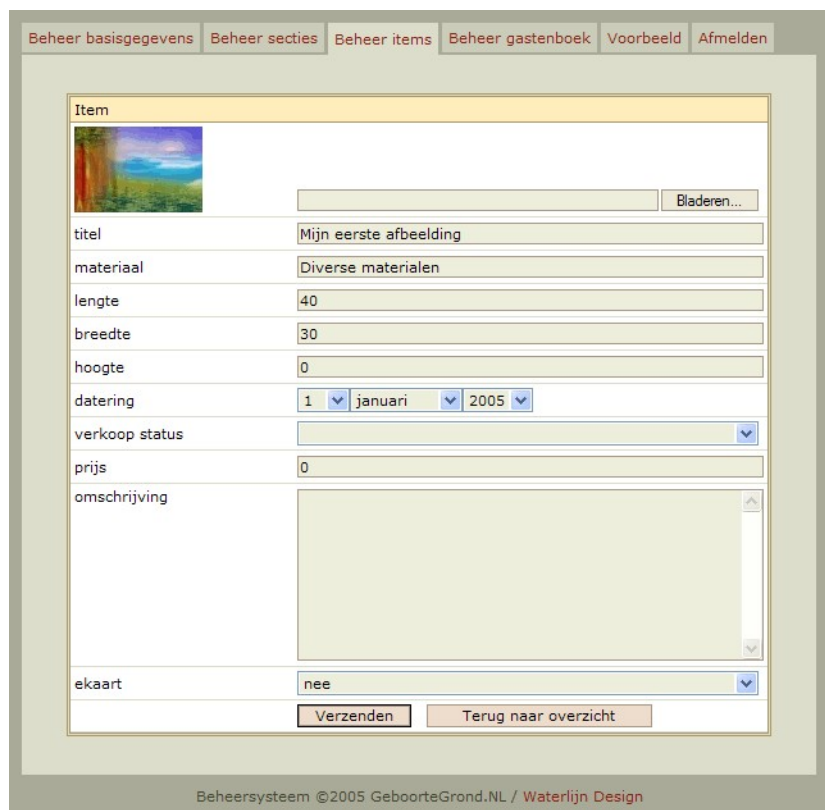 Beheer basisgegevens Beheer secties Beheer items Beheer gastenboek Voorbeeld Afmelden
Item
Bladeren...
titel Mijn eerste afbeelding
materiaal Diverse materialen
lengte 40
breedte 30
hoogte 0
datering 1 januari 2005
verkoop status
prijs 0
omschrijving
ekaart nee
Verzenden Terug naar overzicht
Beheersysteem ©2005 GeboorteGrond.NL / Waterlijn Design